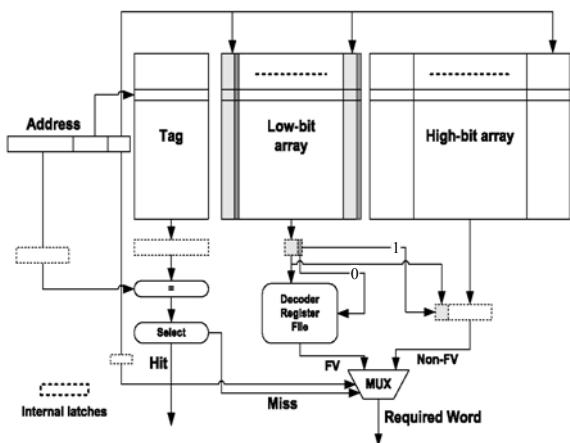 Address
Tag
Low-bit
array
High-bit array
1
0
=
Decoder
Register
File
Select
Hit
FV
Non-FV
MUX
Miss
Internal latches
Required Word